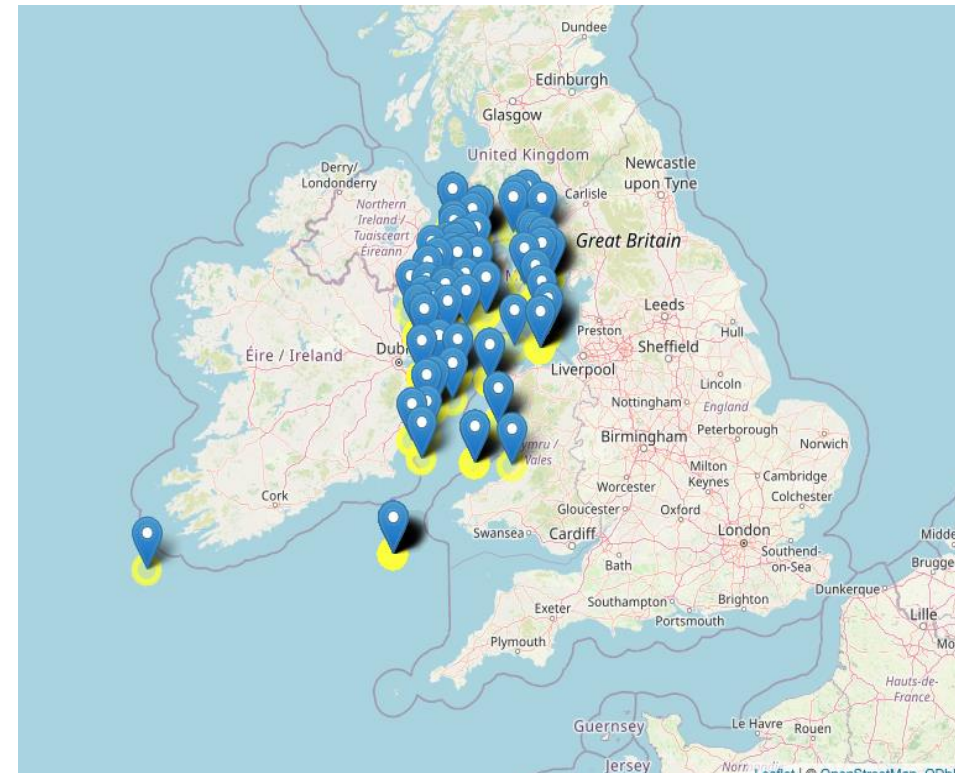 Dundee
Edinburgh
Glasgow
United Kingdom
Newcastle
upon Tyne
Derry/
Londonderry
Carlisle
Northern
Ireland /
Tuaisceart
Éireann
Great Britain
Leeds
Preston
Hull
Éire / Ireland
Sheffield
Liverpool
Lincoln
Nottingham
England
Peterborough
Norwich
Birmingham
Wales
Milton
Keynes
Cambridge
Worcester
Colchester
Cork
Gloucester
Oxford
Swansea
Cardiff
London
Bath
Southend-
on-Sea
Dunkerque
Lille
Exeter
Southampton
Brighton
Portsmouth
Plymouth
Hauts-de-
France
Guernsey
Le Havre
Rouen
Jersey
Leaflet | © OpenStreetMap